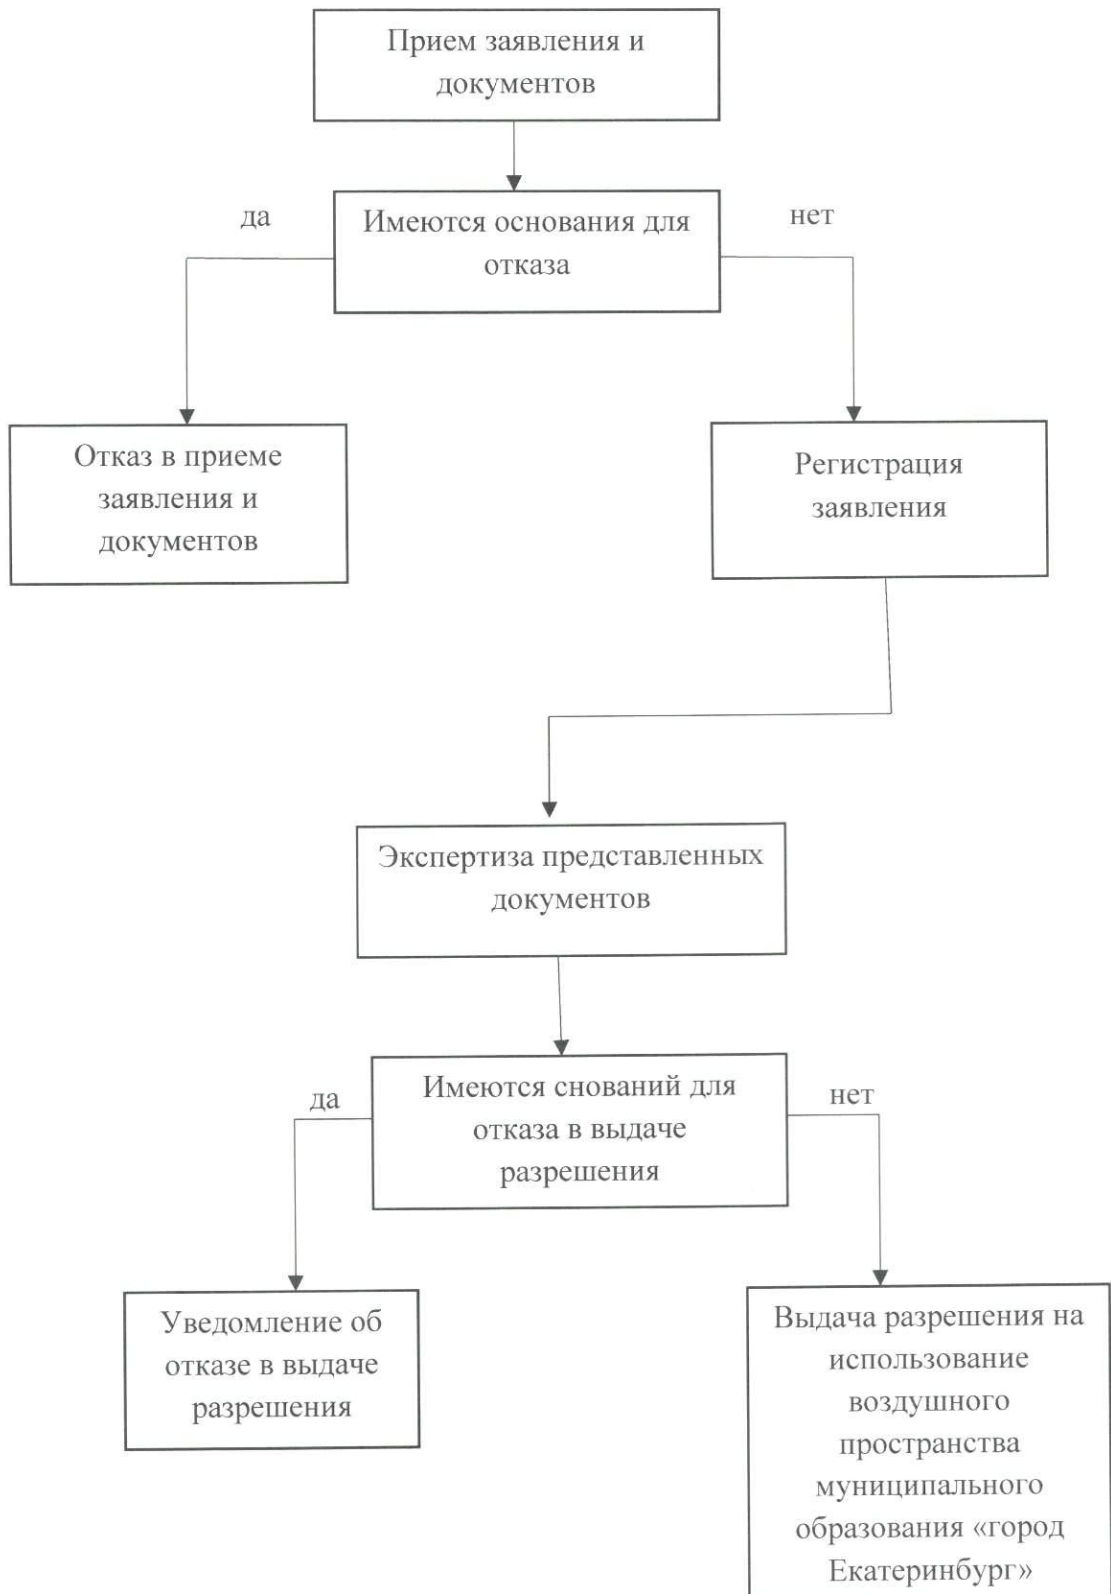 Прием заявления и
документов
да
Имеются основания для
отказа
нет
Отказ в приеме
заявления и
документов
Регистрация
заявления
Экспертиза представленных
документов
да
Имеются снований для
отказа в выдаче
разрешения
нет
Уведомление об
отказе в выдаче
разрешения
Выдача разрешения на
использование
воздушного
пространства
муниципального
образования «город
Екатеринбург»